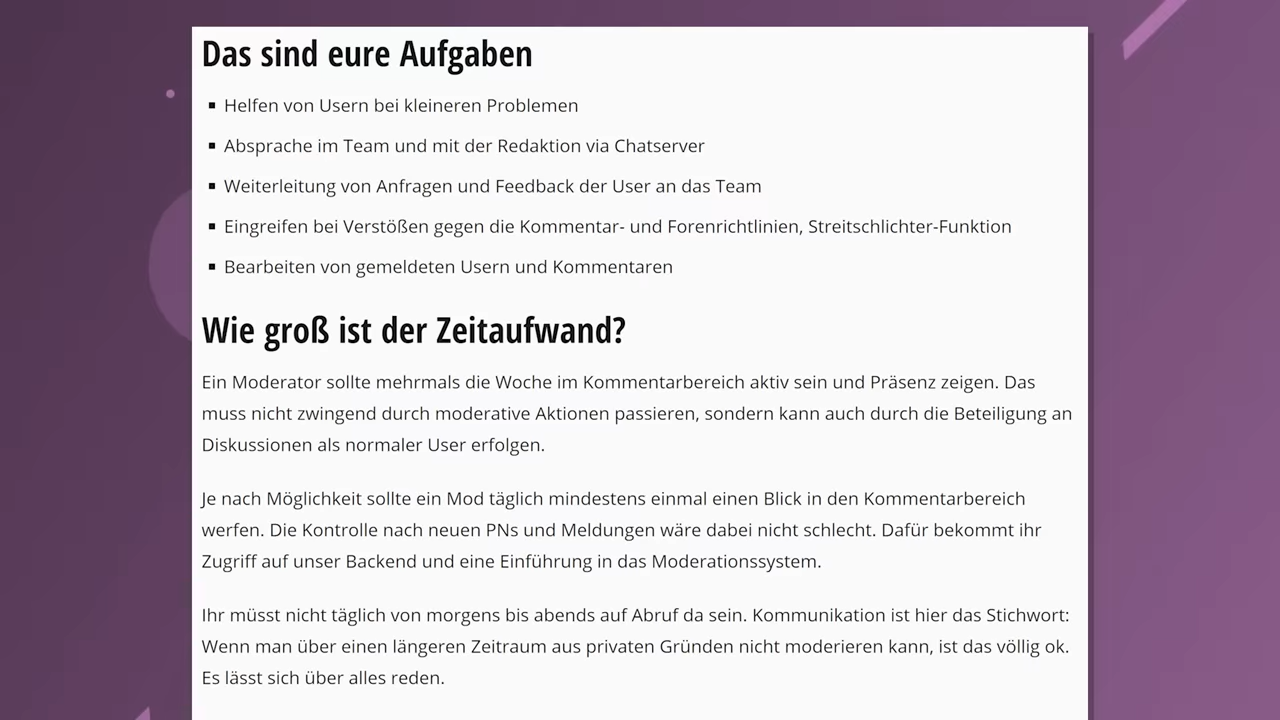 Das sind eure Aufgaben
▪ Helfen von Usern bei kleineren Problemen
▪ Absprache im Team und mit der Redaktion via Chatserver
▪ Weiterleitung von Anfragen und Feedback der User an das Team
▪ Eingreifen bei Verstößen gegen die Kommentar- und Forenrichtlinien, Streitschlichter-Funktion
▪ Bearbeiten von gemeldeten Usern und Kommentaren
Wie groß ist der Zeitaufwand?
Ein Moderator sollte mehrmals die Woche im Kommentarbereich aktiv sein und Präsenz zeigen. Das
muss nicht zwingend durch moderative Aktionen passieren, sondern kann auch durch die Beteiligung an
Diskussionen als normaler User erfolgen.
Je nach Möglichkeit sollte ein Mod täglich mindestens einmal einen Blick in den Kommentarbereich
werfen. Die Kontrolle nach neuen PNs und Meldungen wäre dabei nicht schlecht. Dafür bekommt ihr
Zugriff auf unser Backend und eine Einführung in das Moderationssystem.
Ihr müsst nicht täglich von morgens bis abends auf Abruf da sein. Kommunikation ist hier das Stichwort:
Wenn man über einen längeren Zeitraum aus privaten Gründen nicht moderieren kann, ist das völlig ok.
Es lässt sich über alles reden.